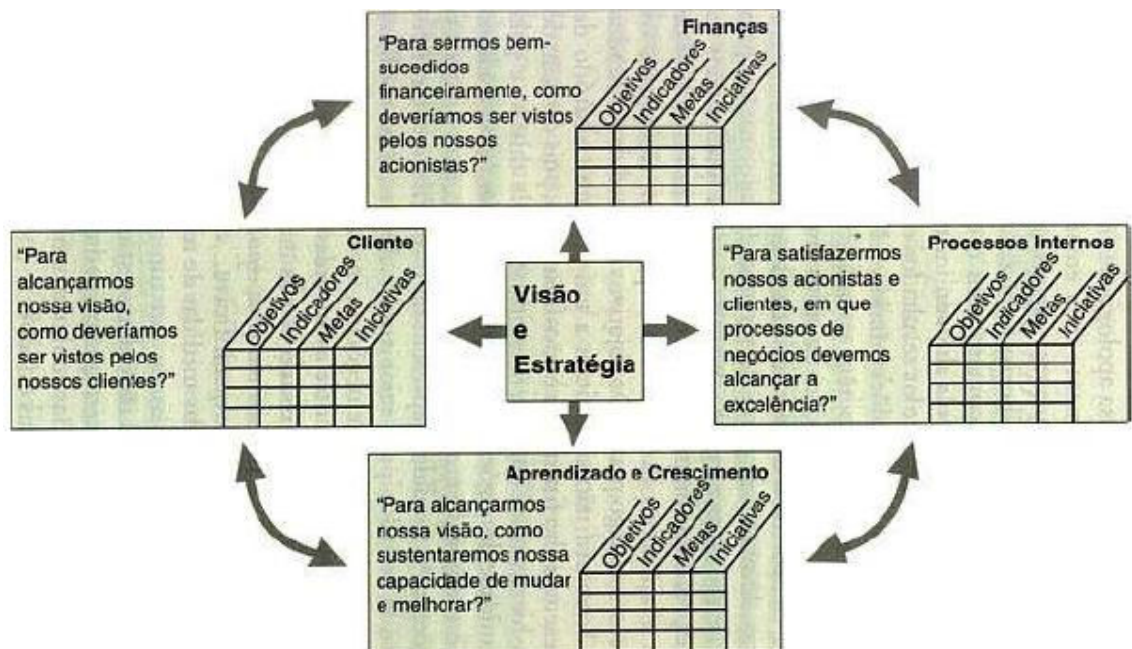 Finanças
"Para sermos bem-
sucedidos
financeiramente, como
deveríamos ser vistos
pelos nossos
acionistas?"
Objetivos
Indicadores
Metas
Iniciativas
Cliente
"Para
alcançarmos
nossa visão,
como deveríamos
ser vistos pelos
nossos clientes?"
Objetivos
Indicadores
Metas
Iniciativas
Visão
e
Estratégia
Processos Internos
"Para satisfazermos
nossos acionistas e
clientes, em que
processos de
negócios devemos
alcançar a
excelência?"
Objetivos
Indicadores
Metas
Iniciativas
Aprendizado e Crescimento
"Para alcançarmos
nossa visão, como
sustentaremos nossa
capacidade de mudar
e melhorar?"
Objetivos
Indicadores
Metas
Iniciativas